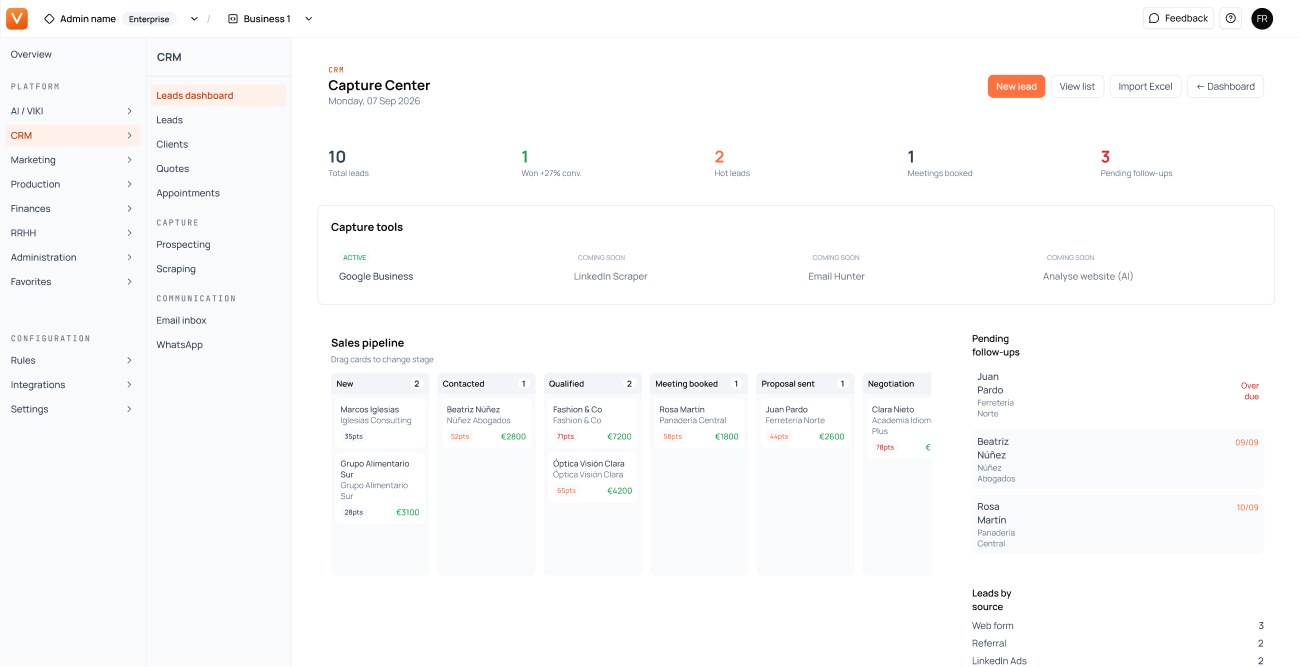 Admin name Enterprise / Business 1
Feedback
FR
Overview
PLATFORM
AI / VIKI
CRM
Marketing
Production
Finances
RRHH
Administration
Favorites
CONFIGURATION
Rules
Integrations
Settings
CRM
Leads dashboard
Leads
Clients
Quotes
Appointments
CAPTURE
Prospecting
Scraping
COMMUNICATION
Email inbox
WhatsApp
CRM
Capture Center
Monday, 07 Sep 2026
New lead
View list
Import Excel
← Dashboard
10
Total leads
1
Won +27% conv.
2
Hot leads
1
Meetings booked
3
Pending follow-ups
Capture tools
ACTIVE
Google Business
COMING SOON
LinkedIn Scraper
COMING SOON
Email Hunter
COMING SOON
Analyse website (AI)
Sales pipeline
Drag cards to change stage
New 2
Marcos Iglesias
Iglesias Consulting
35pts
Grupo Alimentario
Sur
Grupo Alimentario
Sur
28pts €3100
Contacted 1
Beatriz Núñez
Núñez Abogados
52pts €2800
Qualified 2
Fashion & Co
Fashion & Co
71pts €7200
Óptica Visión Clara
Óptica Visión Clara
65pts €4200
Meeting booked 1
Rosa Martín
Panadería Central
58pts €1800
Proposal sent 1
Juan Pardo
Ferretería Norte
44pts €2600
Negotiation
Clara Nieto
Academia Idiom
Plus
78pts €
Pending
follow-ups
Juan
Pardo
Ferretería
Norte
Over
due
Beatriz
Núñez
Núñez
Abogados
09/09
Rosa
Martín
Panadería
Central
10/09
Leads by
source
Web form 3
Referral 2
LinkedIn Ads 2